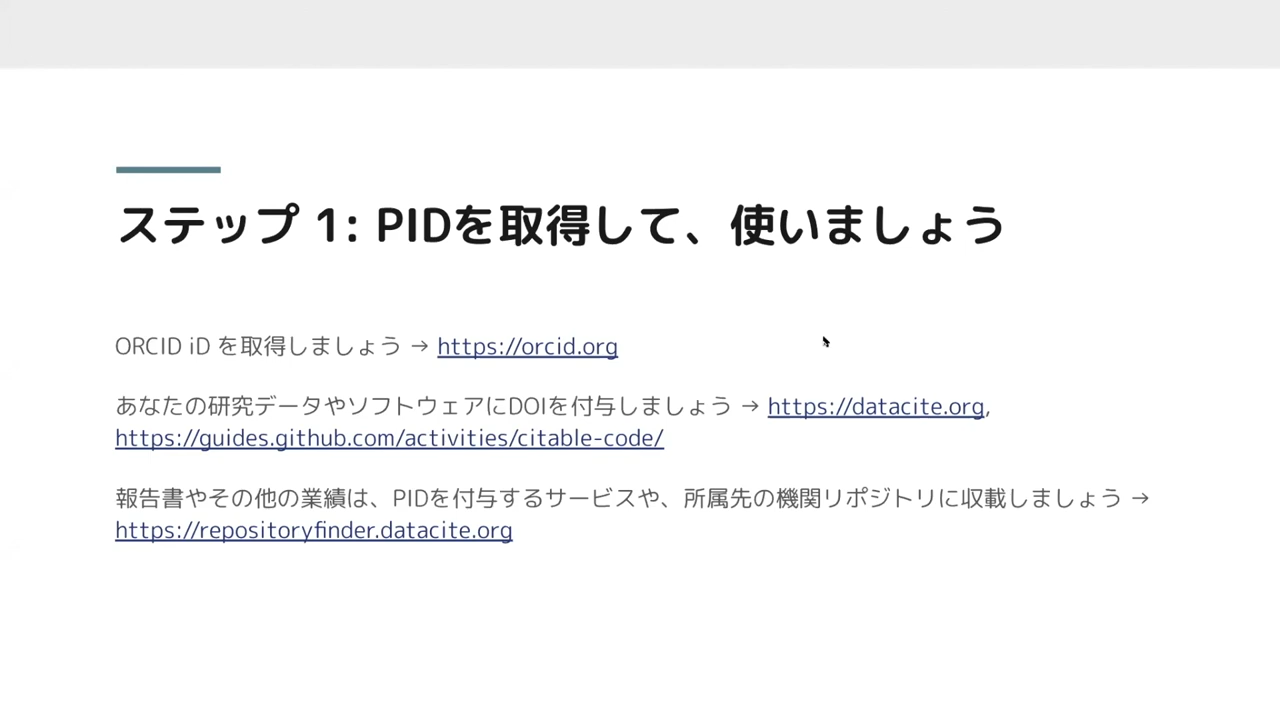 ステップ 1: PIDを取得して、使いましょう
ORCID iD を取得しましょう → https://orcid.org
あなたの研究データやソフトウェアにDOIを付与しましょう → https://datacite.org,
https://guides.github.com/activities/citable-code/
報告書やその他の業績は、PIDを付与するサービスや、所属先の機関リポジトリに収載しましょう →
https://repositoryfinder.datacite.org